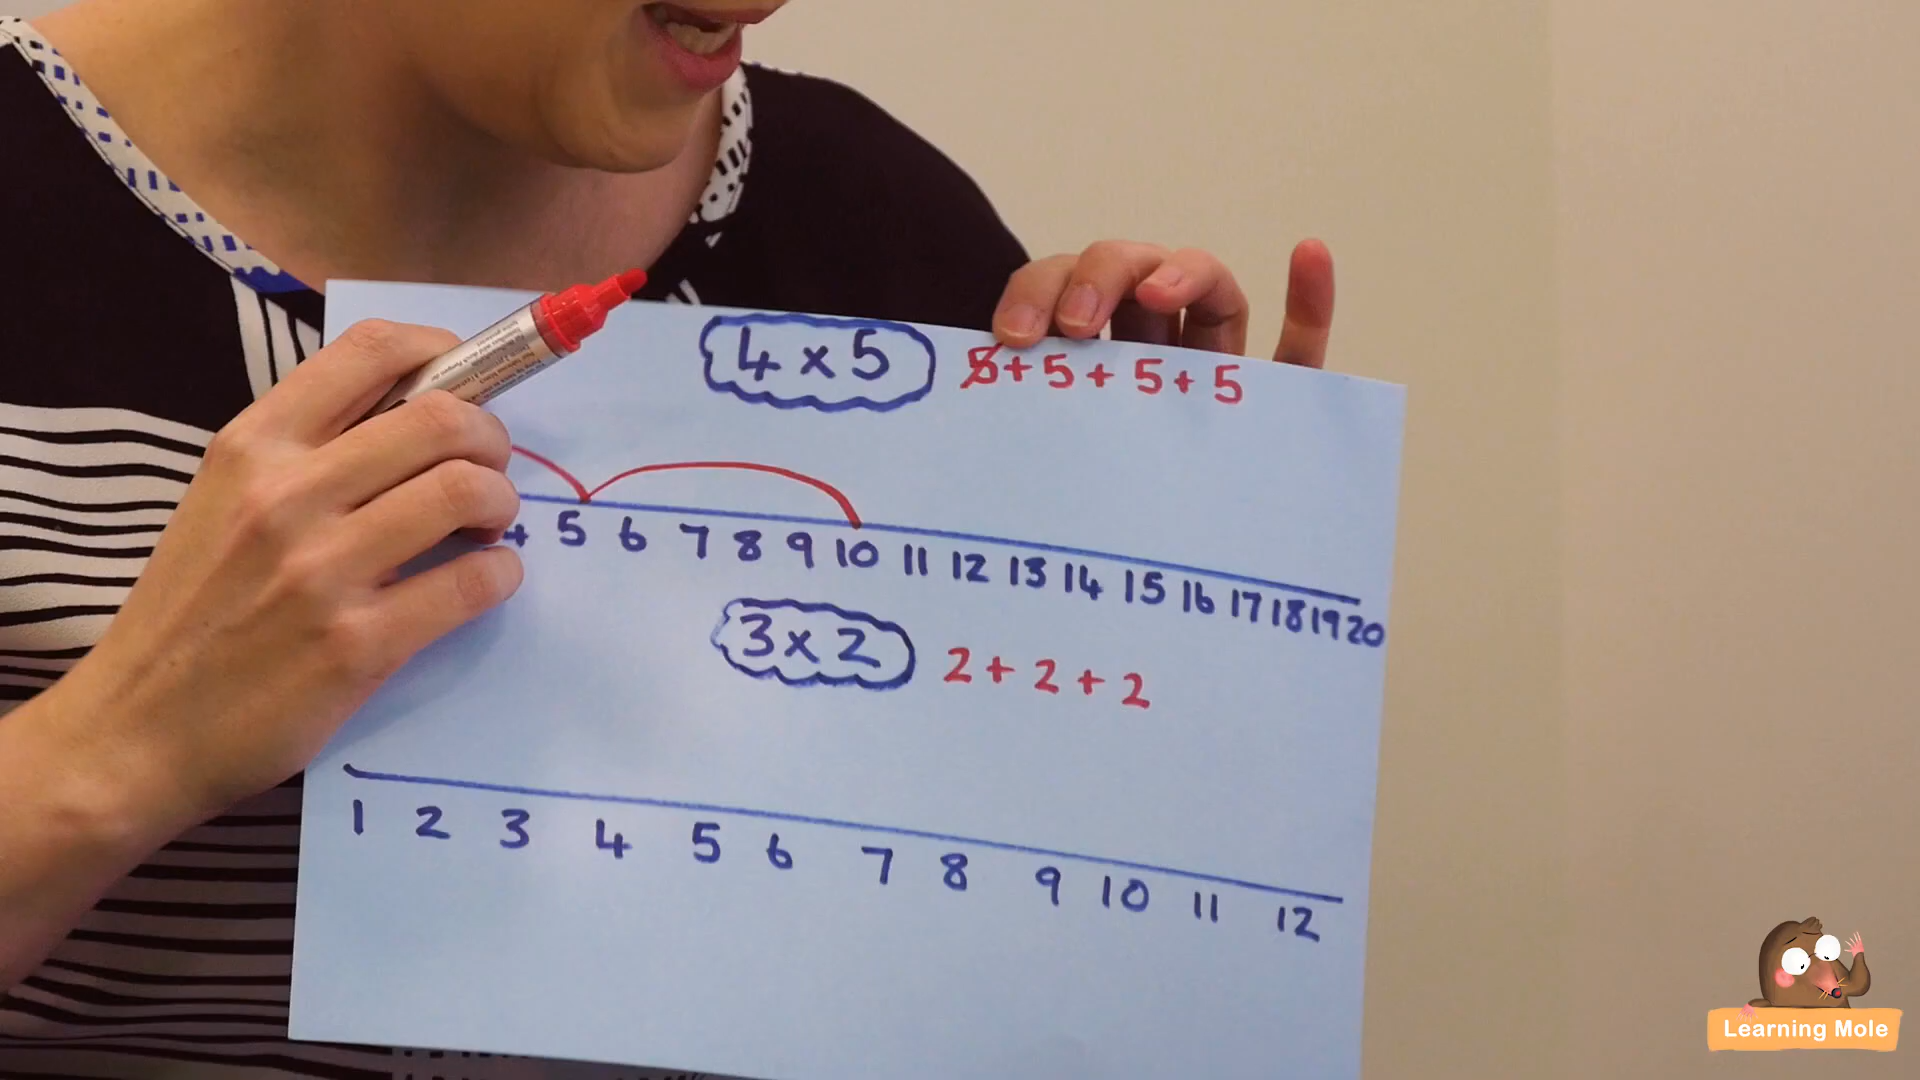 4 x 5 5 + 5 + 5 + 5
4 5 6 7 8 9 10 11 12 13 14 15 16 17 18 19 20
3 x 2 2 + 2 + 2
1 2 3 4 5 6 7 8 9 10 11 12
Learning Mole